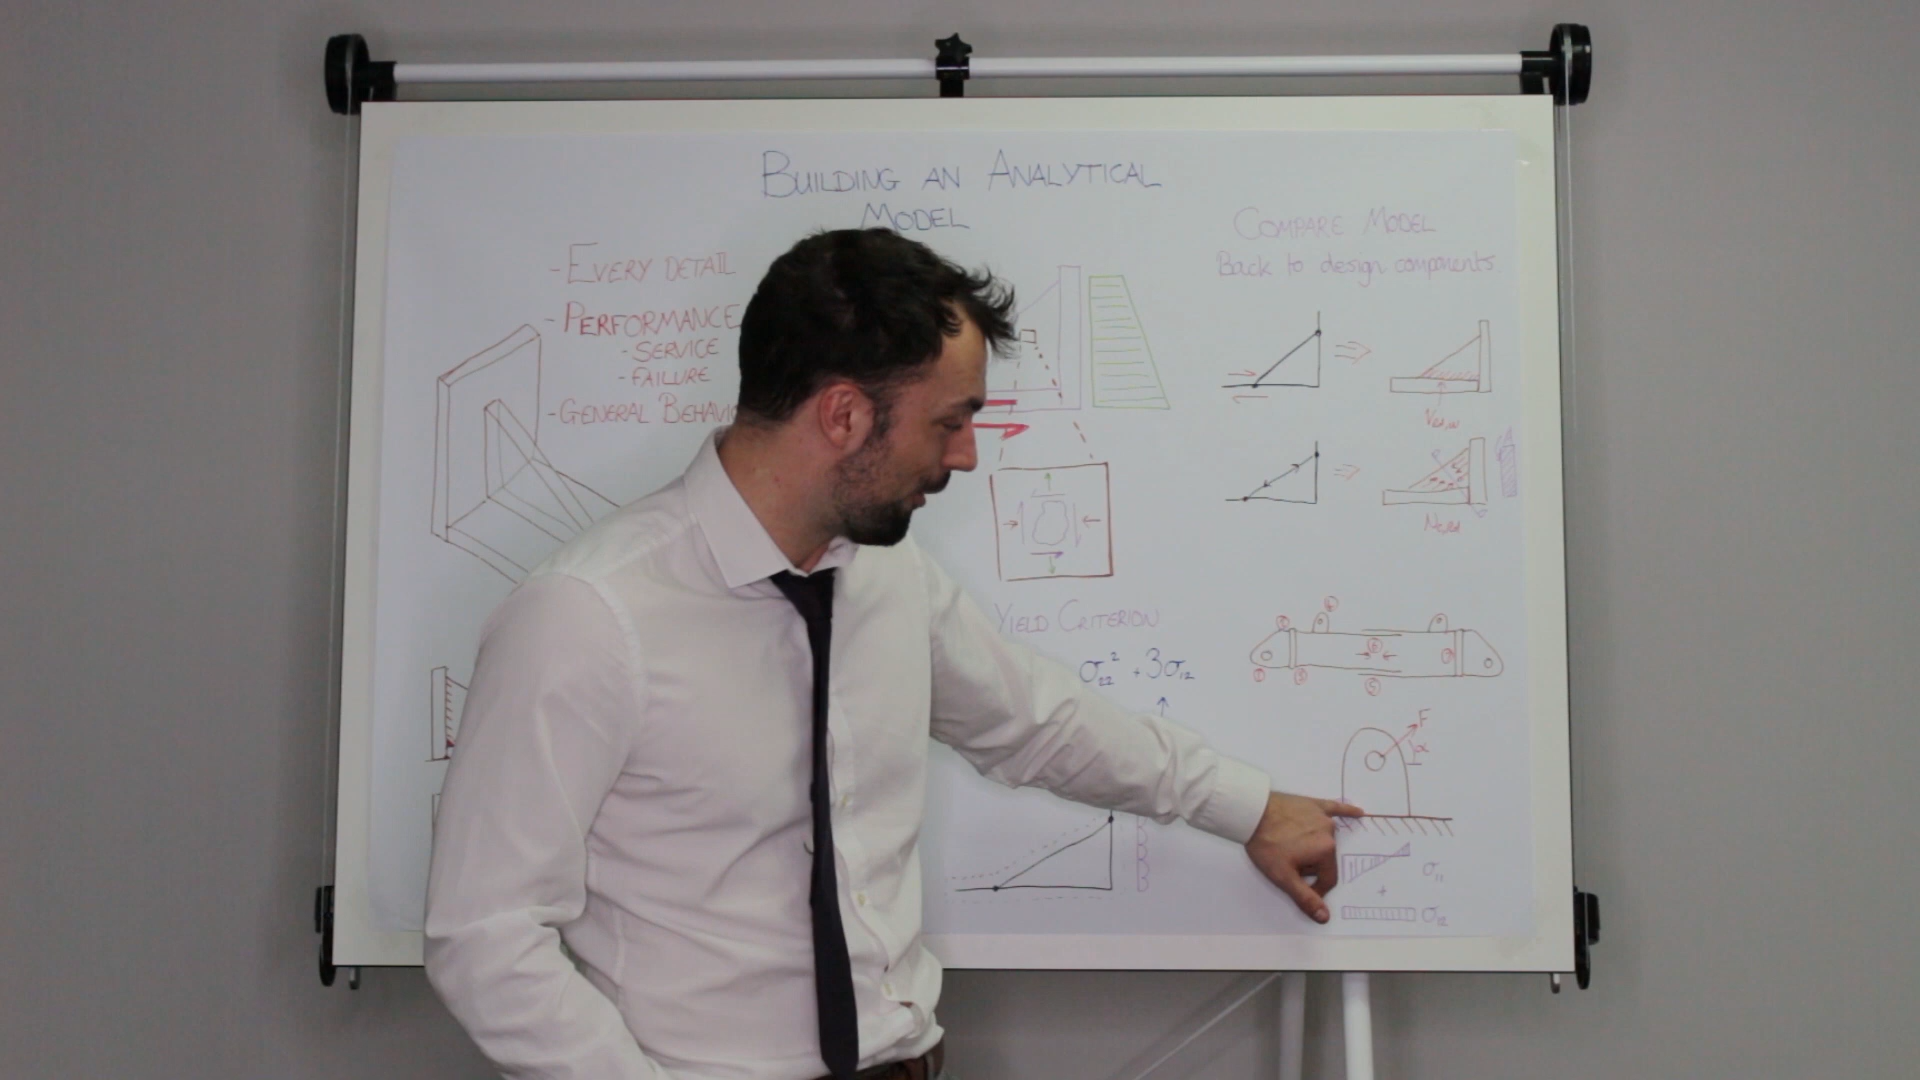 BUILDING AN ANALYTICAL
MODEL
- EVERY DETAIL
- PERFORMANCE
- SERVICE
- FAILURE
- GENERAL
COMPARE MODEL
Back to design components
YIELD CRITERION
σ₂₂² + 3σ₁₂
F
α
σ₁₁
+
σ₁₂